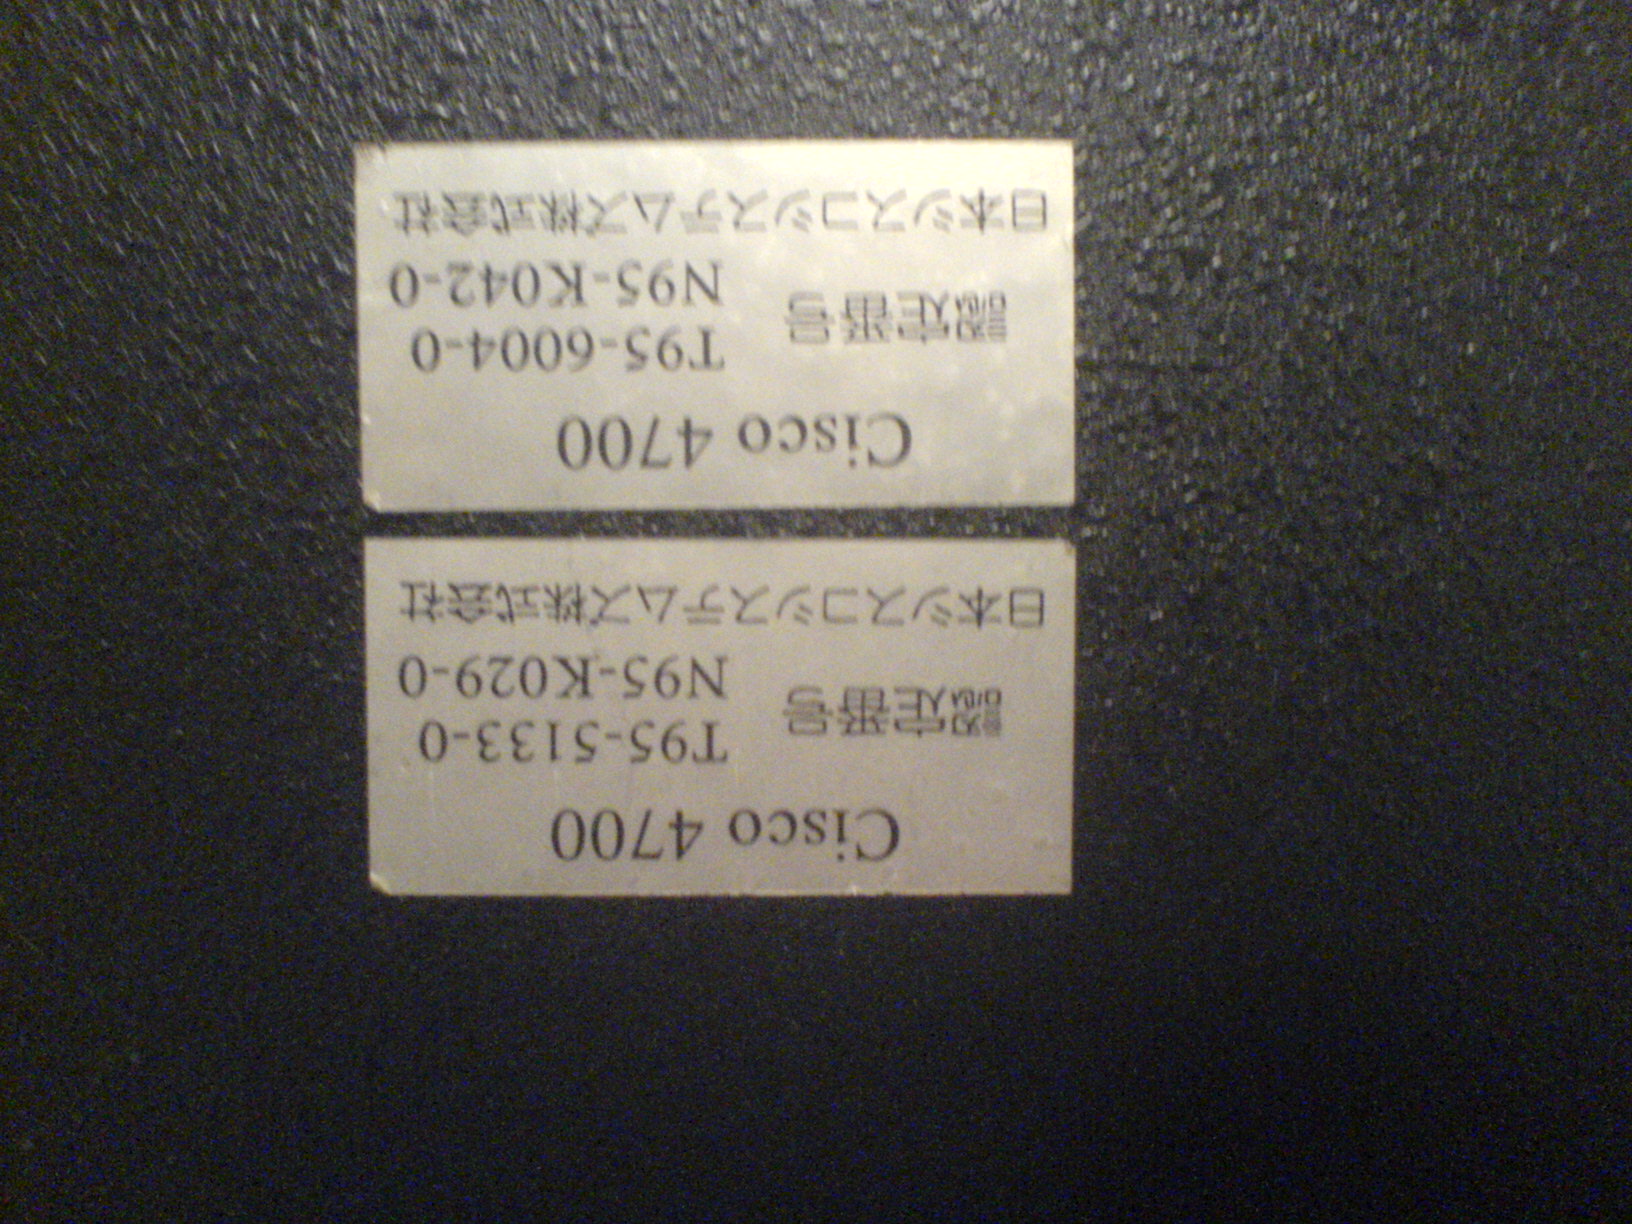 Cisco 4700
認定番号
T95-5133-0
N95-K029-0
日本シスコシステムズ株式会社
Cisco 4700
認定番号
T95-6004-0
N95-K042-0
日本シスコシステムズ株式会社